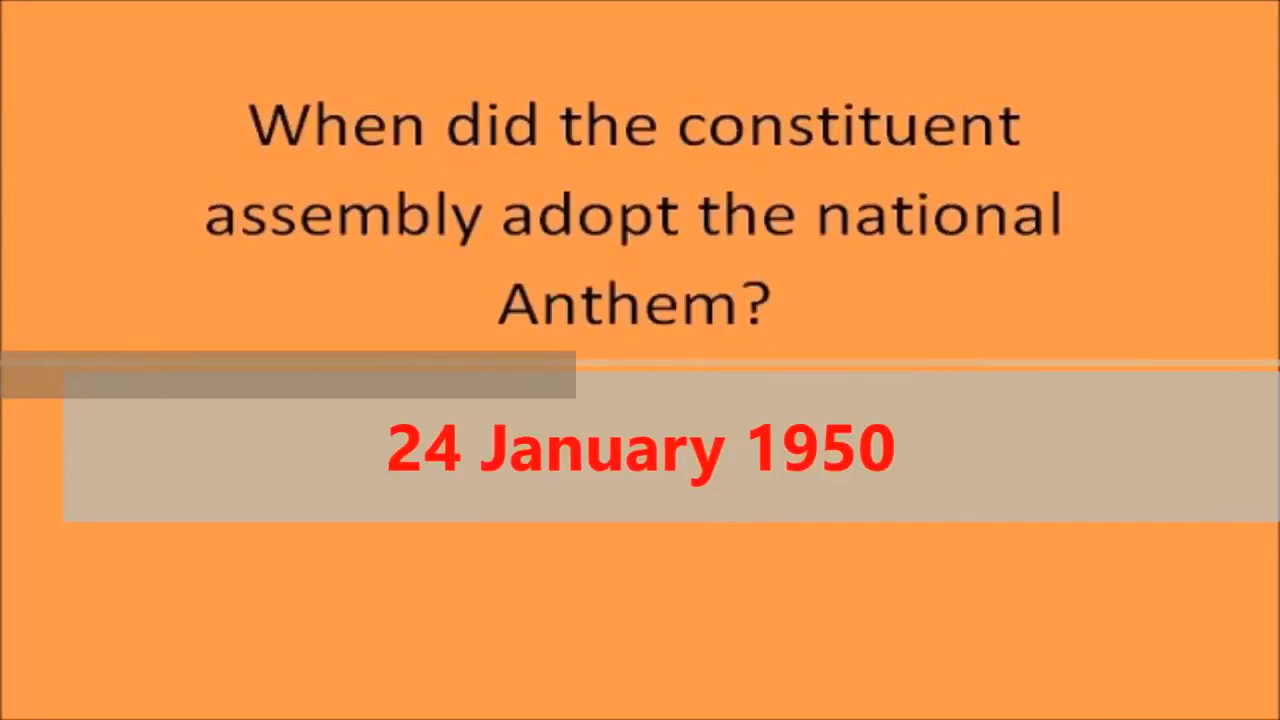 When did the constituent
assembly adopt the national
Anthem?
24 January 1950